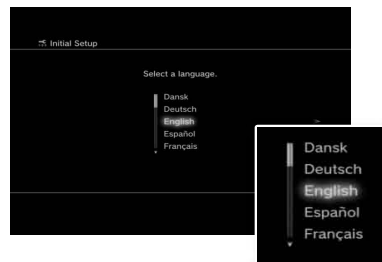 Initial Setup
Select a language.
Dansk
Deutsch
English
Español
Français
Dansk
Deutsch
English
Español
Français